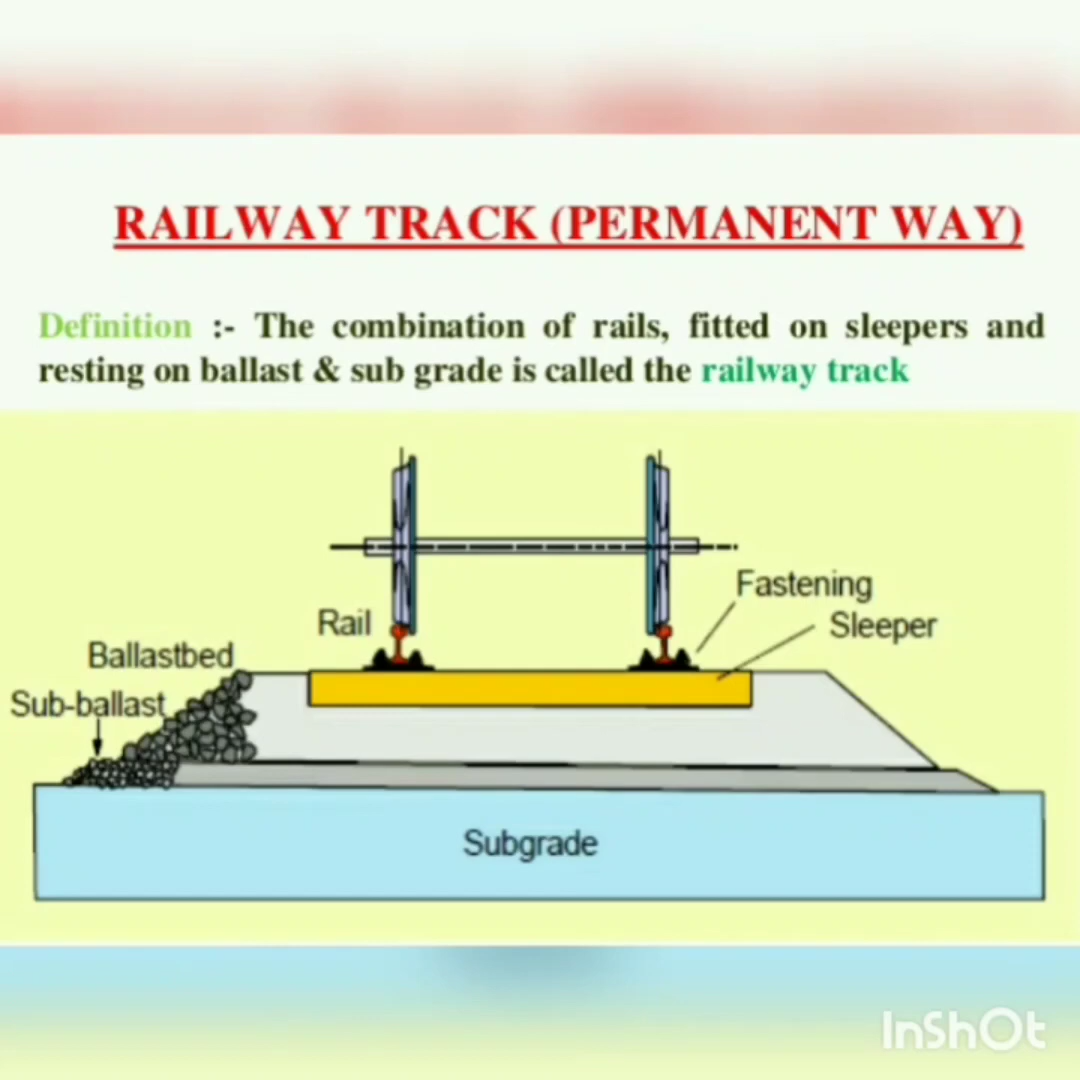 RAILWAY TRACK (PERMANENT WAY)
Definition :- The combination of rails, fitted on sleepers and
resting on ballast & sub grade is called the railway track
Fastening
Rail
Sleeper
Ballastbed
Sub-ballast
Subgrade
InShOt